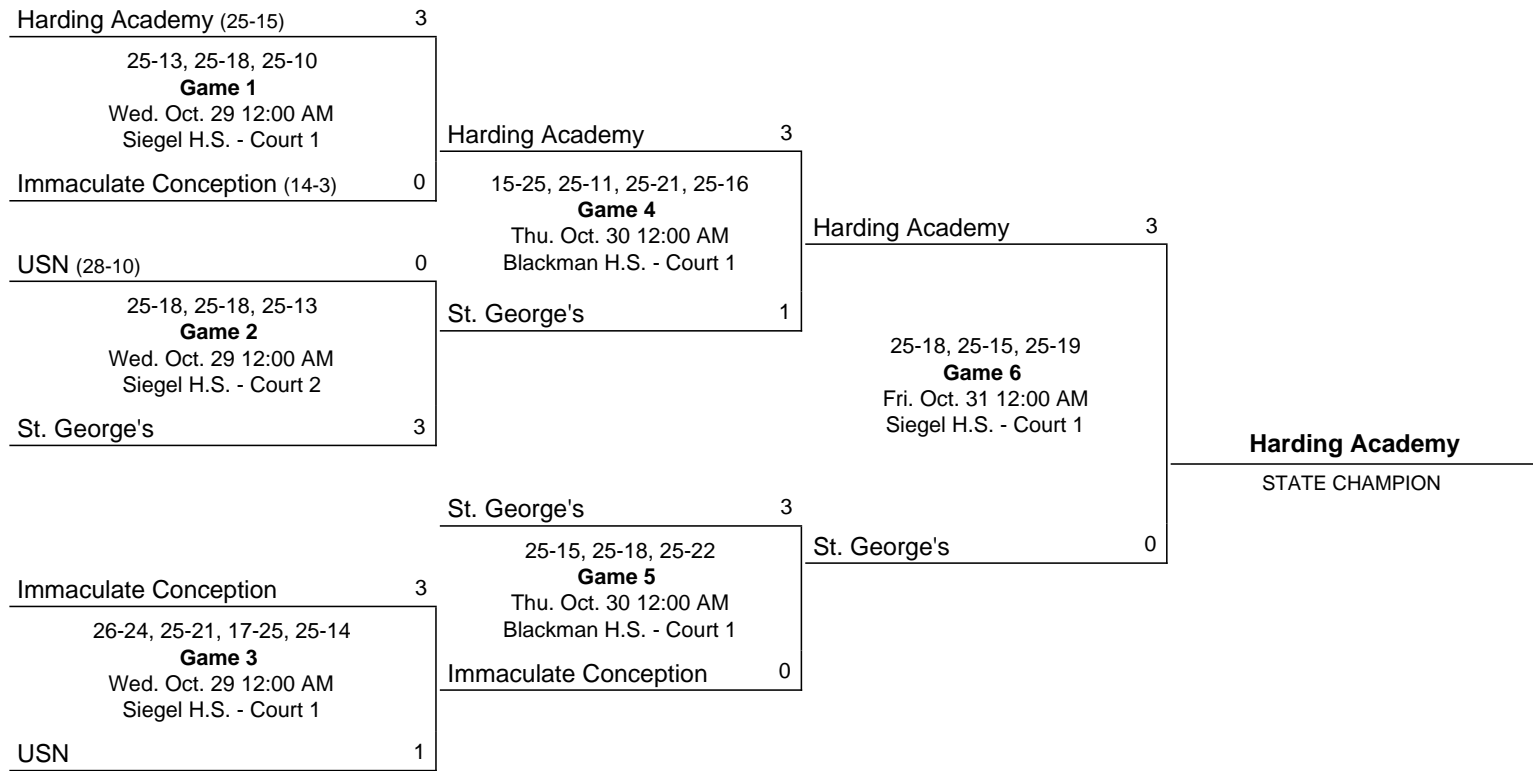 Harding Academy (25-15) 3
25-13, 25-18, 25-10
Game 1
Wed. Oct. 29 12:00 AM
Siegel H.S. - Court 1
Immaculate Conception (14-3) 0
USN (28-10) 0
25-18, 25-18, 25-13
Game 2
Wed. Oct. 29 12:00 AM
Siegel H.S. - Court 2
St. George's 3
Immaculate Conception 3
26-24, 25-21, 17-25, 25-14
Game 3
Wed. Oct. 29 12:00 AM
Siegel H.S. - Court 1
USN 1
Harding Academy 3
15-25, 25-11, 25-21, 25-16
Game 4
Thu. Oct. 30 12:00 AM
Blackman H.S. - Court 1
St. George's 1
St. George's 3
25-15, 25-18, 25-22
Game 5
Thu. Oct. 30 12:00 AM
Blackman H.S. - Court 1
Immaculate Conception 0
Harding Academy 3
25-18, 25-15, 25-19
Game 6
Fri. Oct. 31 12:00 AM
Siegel H.S. - Court 1
St. George's 0
Harding Academy
STATE CHAMPION